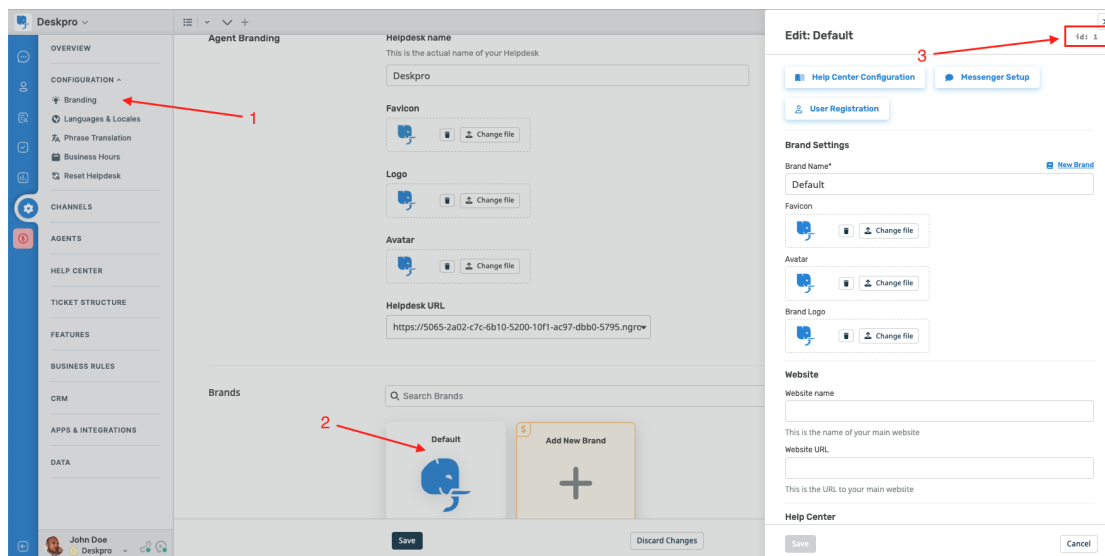 Deskpro
OVERVIEW
CONFIGURATION
Branding
Languages & Locales
Phrase Translation
Business Hours
Reset Helpdesk
CHANNELS
AGENTS
HELP CENTER
TICKET STRUCTURE
FEATURES
BUSINESS RULES
CRM
APPS & INTEGRATIONS
DATA
John Doe
Deskpro
1
Agent Branding
Helpdesk name
This is the actual name of your Helpdesk
Deskpro
Favicon
Change file
Logo
Change file
Avatar
Change file
Helpdesk URL
https://5065-2a02-c7c-6b10-5200-10f1-ac97-dbb0-5795.ngro
Brands
Search Brands
2
Default
$
Add New Brand
Save
Discard Changes
Edit: Default
3
id: 1
Help Center Configuration
Messenger Setup
User Registration
Brand Settings
Brand Name*
New Brand
Default
Favicon
Change file
Avatar
Change file
Brand Logo
Change file
Website
Website name
This is the name of your main website
Website URL
This is the URL to your main website
Help Center
Save
Cancel